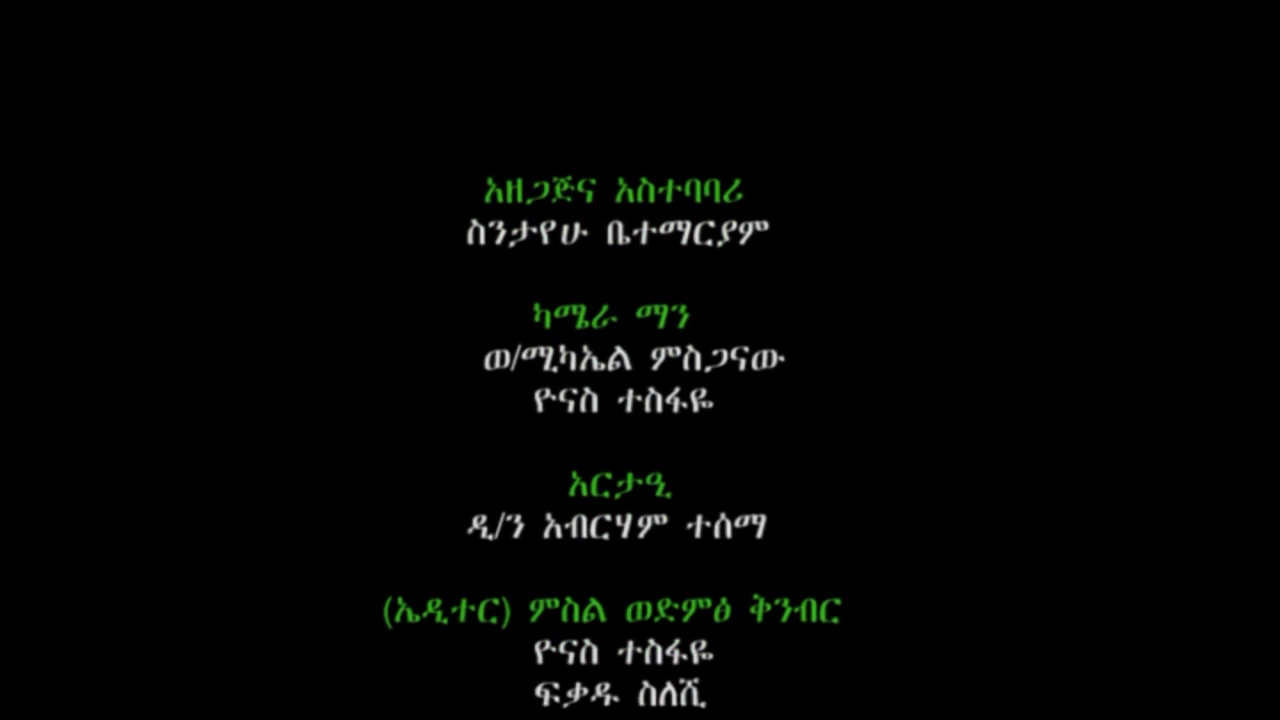 አዘጋጅና አስተባባሪ
ስንታየሁ ቤተማርያም
ካሜራ ማን
ወ/ሚካኤል ምስጋናው
ዮናስ ተስፋዬ
አርታዒ
ዲ/ን አብርሃም ተሰማ
(ኤዲተር) ምስል ወድምፅ ቅንብር
ዮናስ ተስፋዬ
ፍቃዱ ስለሺ